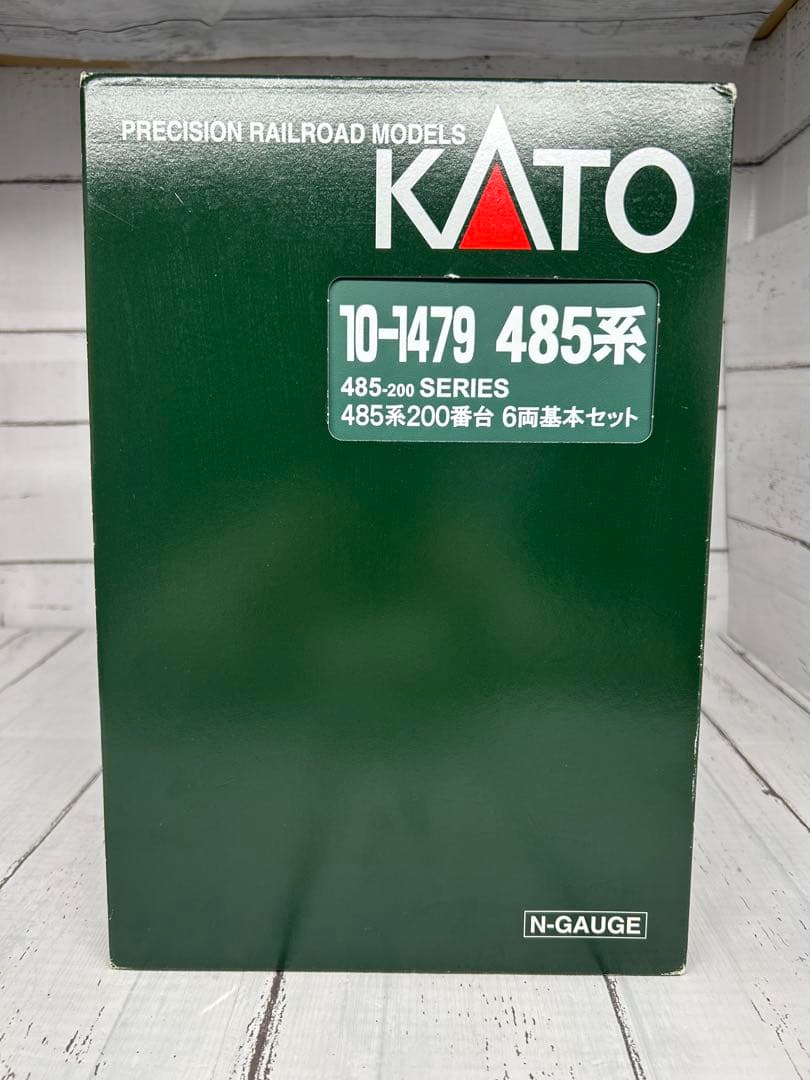 PRECISION RAILROAD MODELS
KATO
10-1479 485系
485-200 SERIES
485系200番台 6両基本セット
N-GAUGE